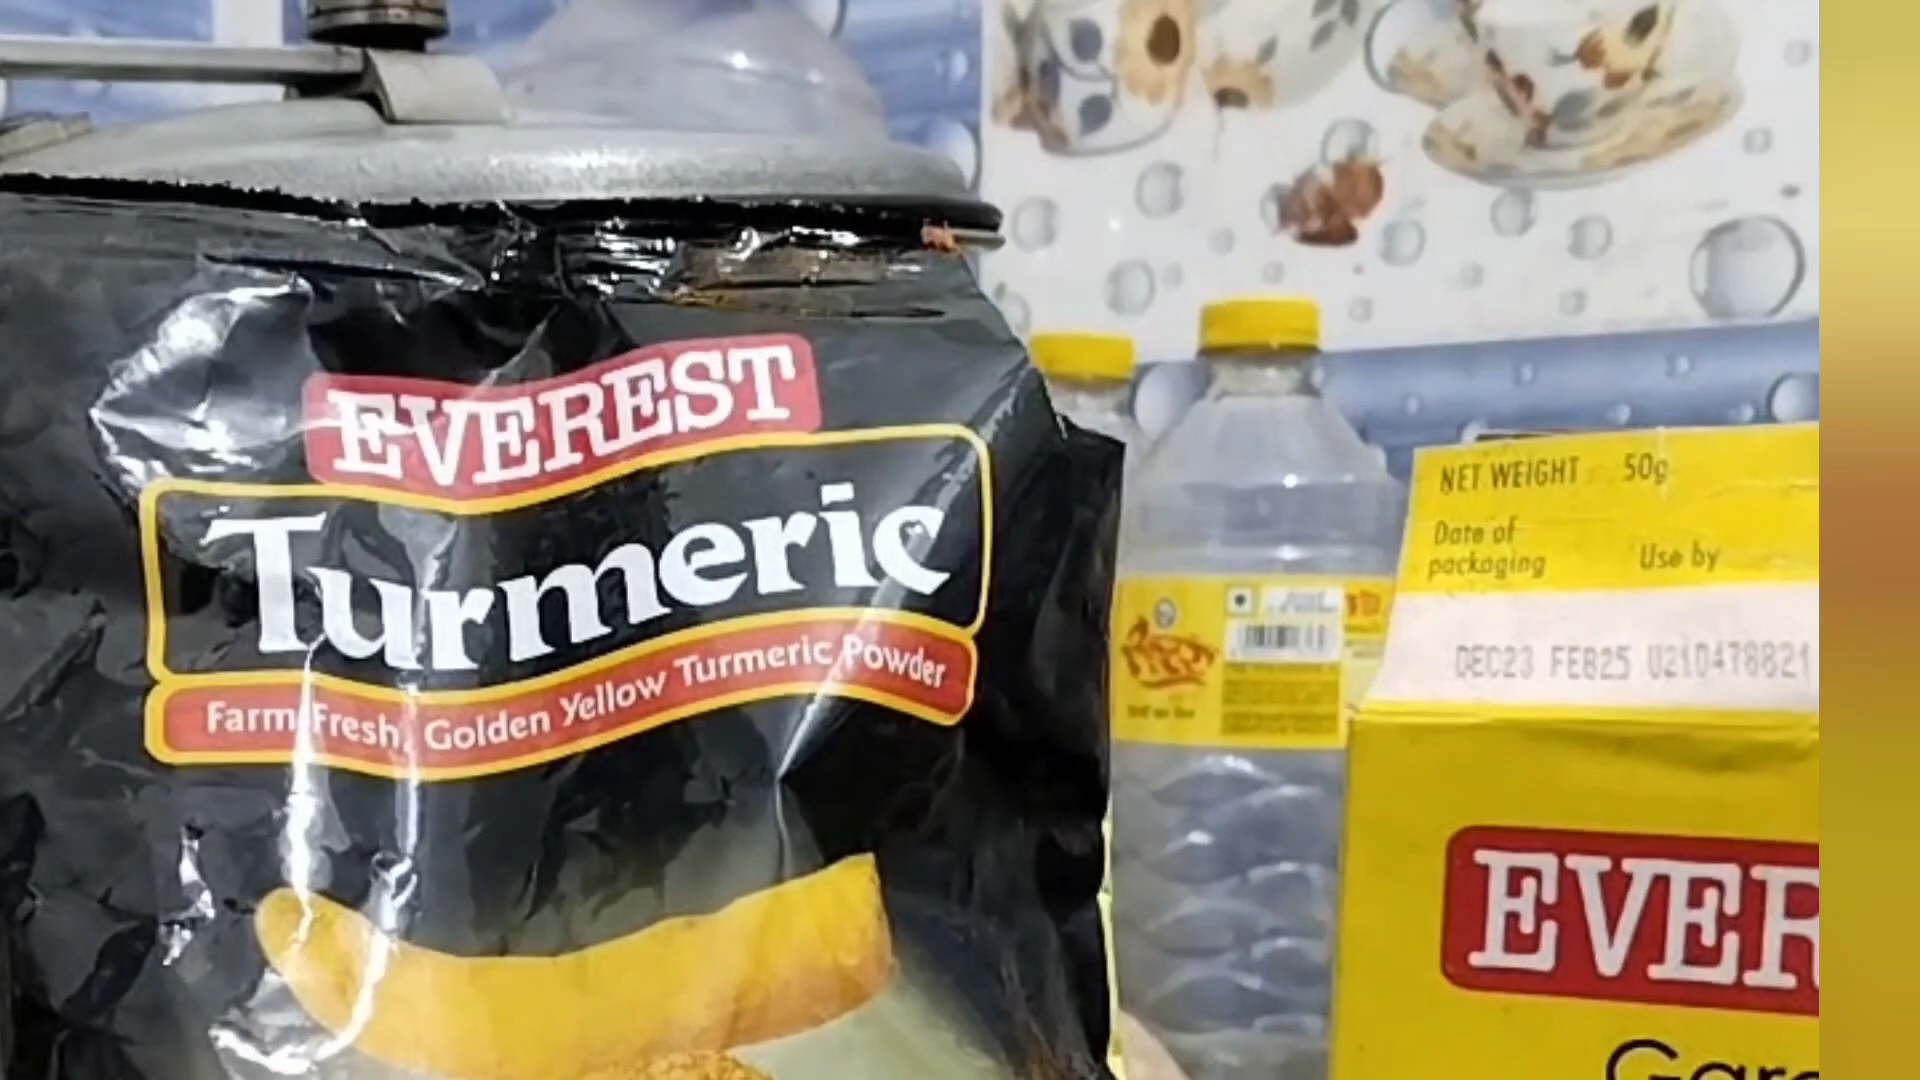 EVEREST
Turmeric
Farm Fresh, Golden Yellow Turmeric Powder
NET WEIGHT 50g
Date of
packaging Use by
DEC23 FEB25 U210478821
EVER
Gara